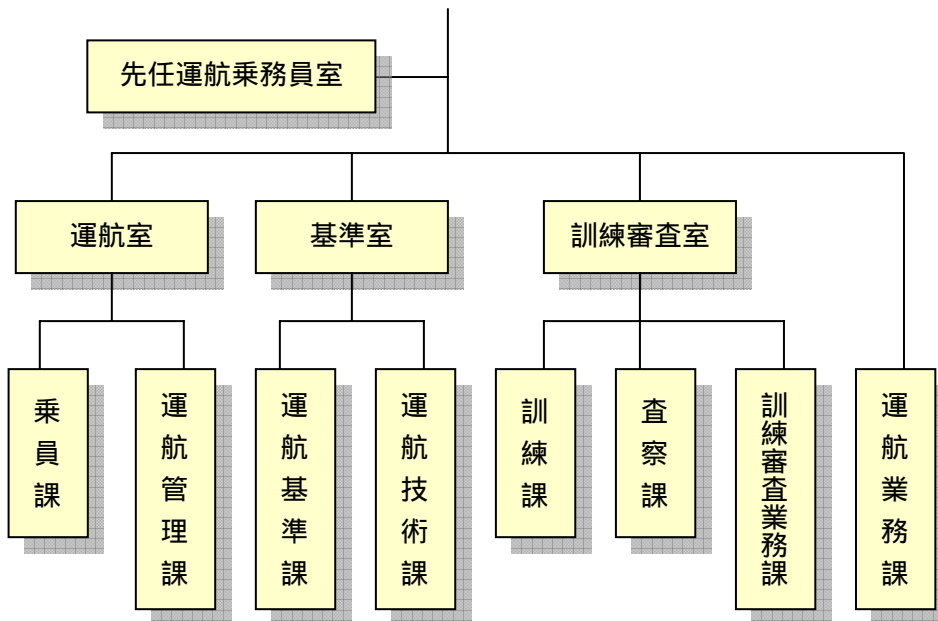 先任運航乗務員室
運航室
基準室
訓練審査室
乗員課
運航管理課
運航基準課
運航技術課
訓練課
査察課
訓練審査業務課
運航業務課